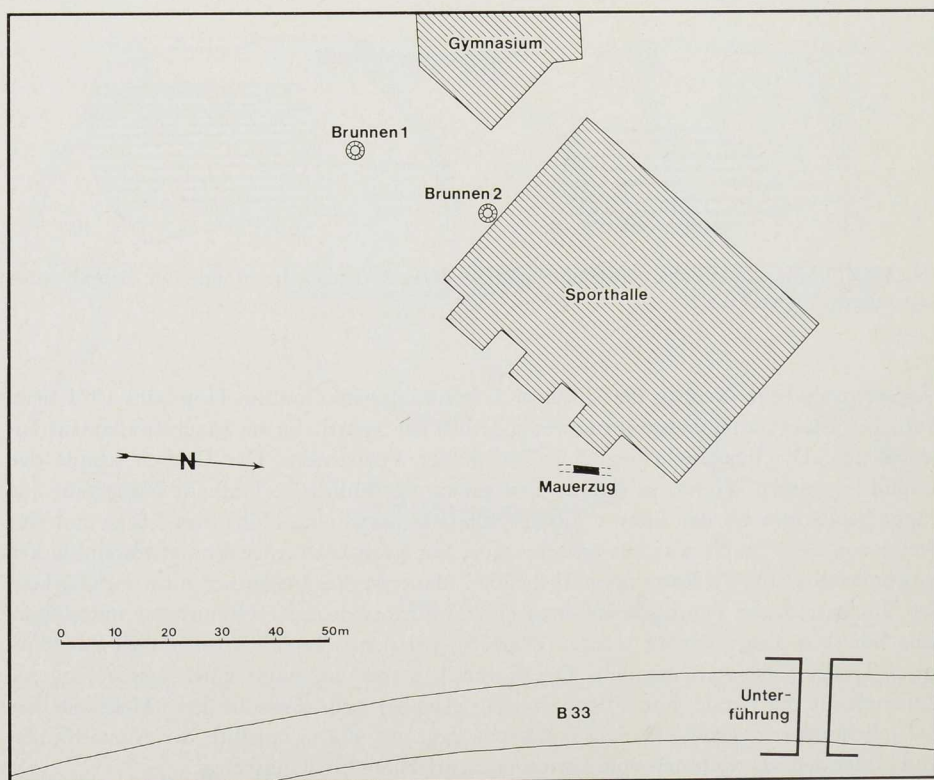 Gymnasium
Brunnen 1
Brunnen 2
Sporthalle
N
Mauerzug
0 10 20 30 40 50m
B 33
Unter-
führung